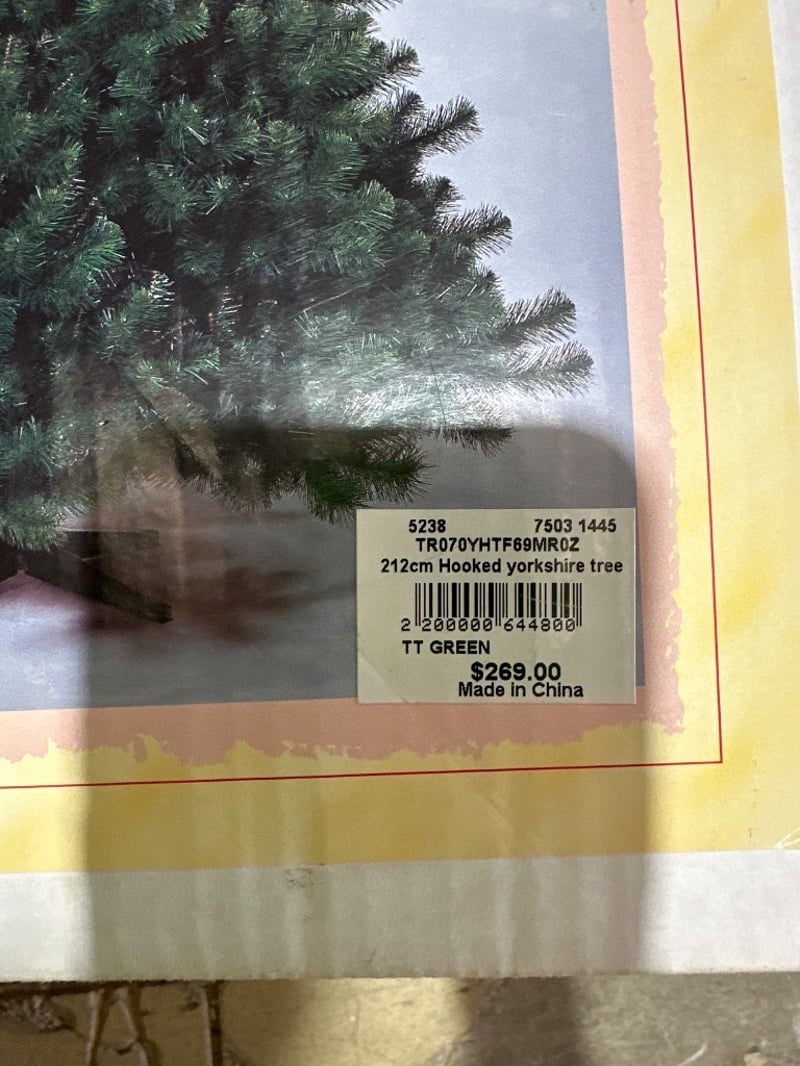 5238 7503 1445
TR070YHTF69MR0Z
212cm Hooked yorkshire tree
2 200000 644800
TT GREEN
$269.00
Made in China